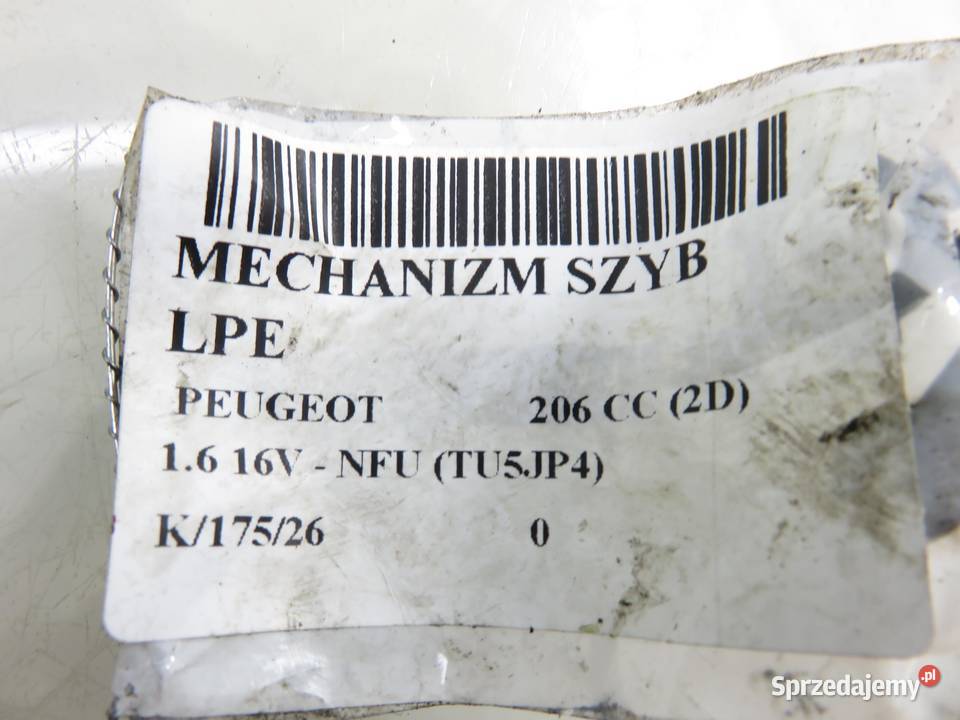 MECHANIZM SZYB
LPE
PEUGEOT 206 CC (2D)
1.6 16V - NFU (TU5JP4)
K/175/26 0
Sprzedajemy.pl